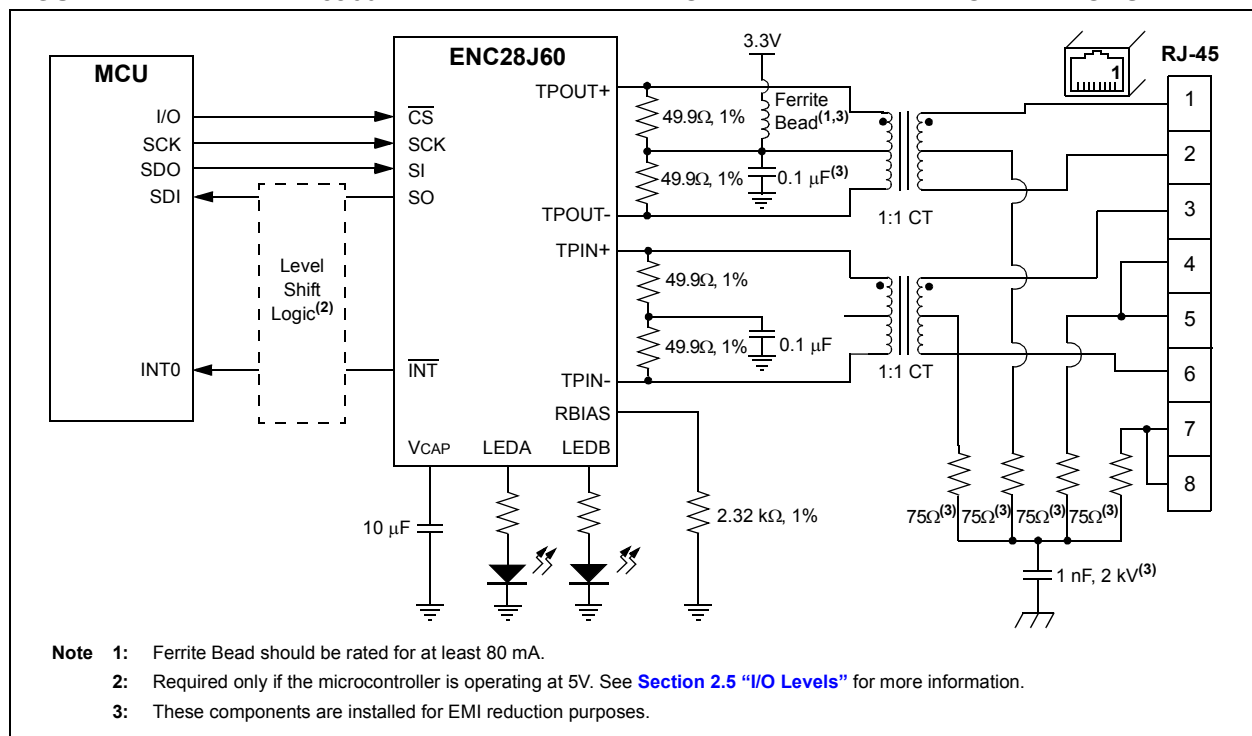 MCU
I/O
SCK
SDO
SDI
INT0
Level
Shift
Logic(2)
ENC28J60
CS
SCK
SI
SO
INT
VCAP
LEDA
LEDB
TPOUT+
TPOUT-
TPIN+
TPIN-
RBIAS
10 µF
2.32 kΩ, 1%
3.3V
Ferrite
Bead(1,3)
49.9Ω, 1%
49.9Ω, 1%
0.1 µF(3)
1:1 CT
49.9Ω, 1%
49.9Ω, 1%
0.1 µF
1:1 CT
1
RJ-45
1
2
3
4
5
6
7
8
75Ω(3) 75Ω(3) 75Ω(3) 75Ω(3)
1 nF, 2 kV(3)
Note 1: Ferrite Bead should be rated for at least 80 mA.
2: Required only if the microcontroller is operating at 5V. See Section 2.5 “I/O Levels” for more information.
3: These components are installed for EMI reduction purposes.